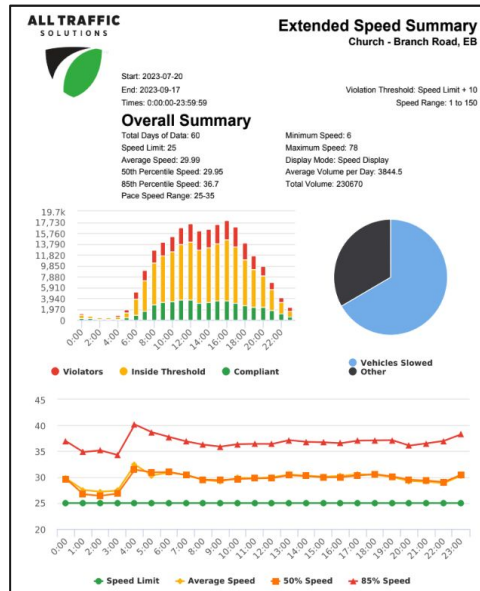 ALL TRAFFIC
SOLUTIONS
Extended Speed Summary
Church - Branch Road, EB
Start: 2023-07-20
End: 2023-09-17
Times: 0:00:00-23:59:59
Violation Threshold: Speed Limit + 10
Speed Range: 1 to 150
Overall Summary
Total Days of Data: 60
Speed Limit: 25
Average Speed: 29.99
50th Percentile Speed: 29.95
85th Percentile Speed: 36.7
Pace Speed Range: 25-35
Minimum Speed: 6
Maximum Speed: 78
Display Mode: Speed Display
Average Volume per Day: 3844.5
Total Volume: 230670
19.7k
17,730
15,760
13,790
11,820
9,850
7,880
5,910
3,940
1,970
0
0:00 2:00 4:00 6:00 8:00 10:00 12:00 14:00 16:00 18:00 20:00 22:00
Violators Inside Threshold Compliant
Vehicles Slowed
Other
45
40
35
30
25
20
0:00 1:00 2:00 3:00 4:00 5:00 6:00 7:00 8:00 9:00 10:00 11:00 12:00 13:00 14:00 15:00 16:00 17:00 18:00 19:00 20:00 21:00 22:00 23:00
Speed Limit Average Speed 50% Speed 85% Speed